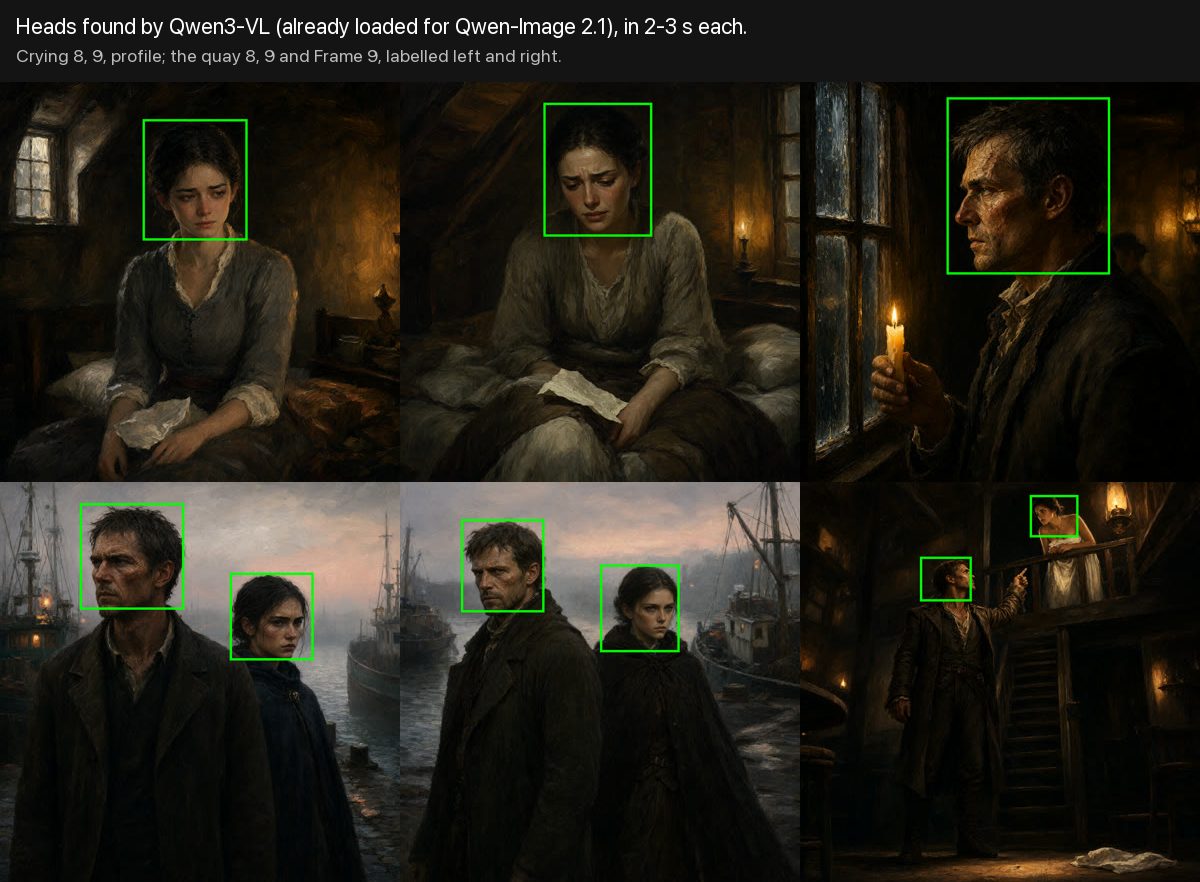 Heads found by Qwen3-VL (already loaded for Qwen-Image 2.1), in 2-3 s each.
Crying 8, 9, profile; the quay 8, 9 and Frame 9, labelled left and right.